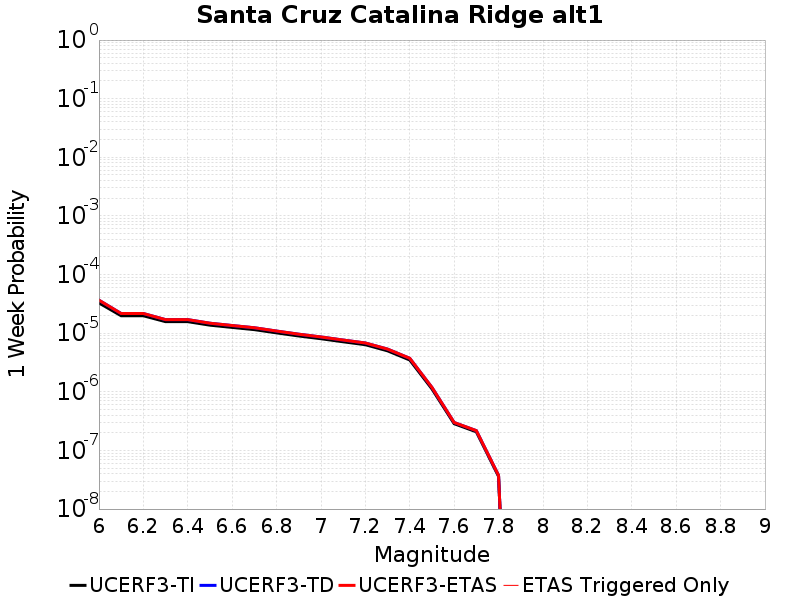 Santa Cruz Catalina Ridge alt1
1 Week Probability
10^0
10^-1
10^-2
10^-3
10^-4
10^-5
10^-6
10^-7
10^-8
6 6.2 6.4 6.6 6.8 7 7.2 7.4 7.6 7.8 8 8.2 8.4 8.6 8.8 9
Magnitude
UCERF3-TI UCERF3-TD UCERF3-ETAS ETAS Triggered Only